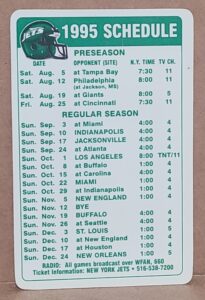 JETS
1995 SCHEDULE
PRESEASON
DATE OPPONENT (SITE) N.Y. TIME TV CH.
Sat. Aug. 5 at Tampa Bay 7:30 11
Sat. Aug. 12 Philadelphia 8:00 11
(at Jackson, MS)
Sat. Aug. 19 at Giants 8:00 11
Fri. Aug. 25 at Cincinnati 7:30 11
REGULAR SEASON
Sun. Sep. 3 at Miami 4:00 4
Sun. Sep. 10 INDIANAPOLIS 4:00 4
Sun. Sep. 17 JACKSONVILLE 4:00 4
Sun. Sep. 24 at Atlanta 1:00 4
Sun. Oct. 1 LOS ANGELES 8:00 TNT/11
Sun. Oct. 8 at Buffalo 1:00 4
Sun. Oct. 15 at Carolina 4:00 4
Sun. Oct. 22 MIAMI 1:00 4
Sun. Oct. 29 at Indianapolis 1:00 4
Sun. Nov. 5 NEW ENGLAND 1:00 4
Sun. Nov. 12 BYE
Sun. Nov. 19 BUFFALO 1:00 4
Sun. Nov. 26 at Seattle 4:00 4
Sun. Dec. 3 ST. LOUIS 1:00 5
Sun. Dec. 10 at New England 1:00 4
Sun. Dec. 17 at Houston 1:00 4
Sun. Dec. 24 NEW ORLEANS 1:00 5
RADIO: All games broadcast over WFAN, 660
Ticket Information: NEW YORK JETS • 516-538-7200